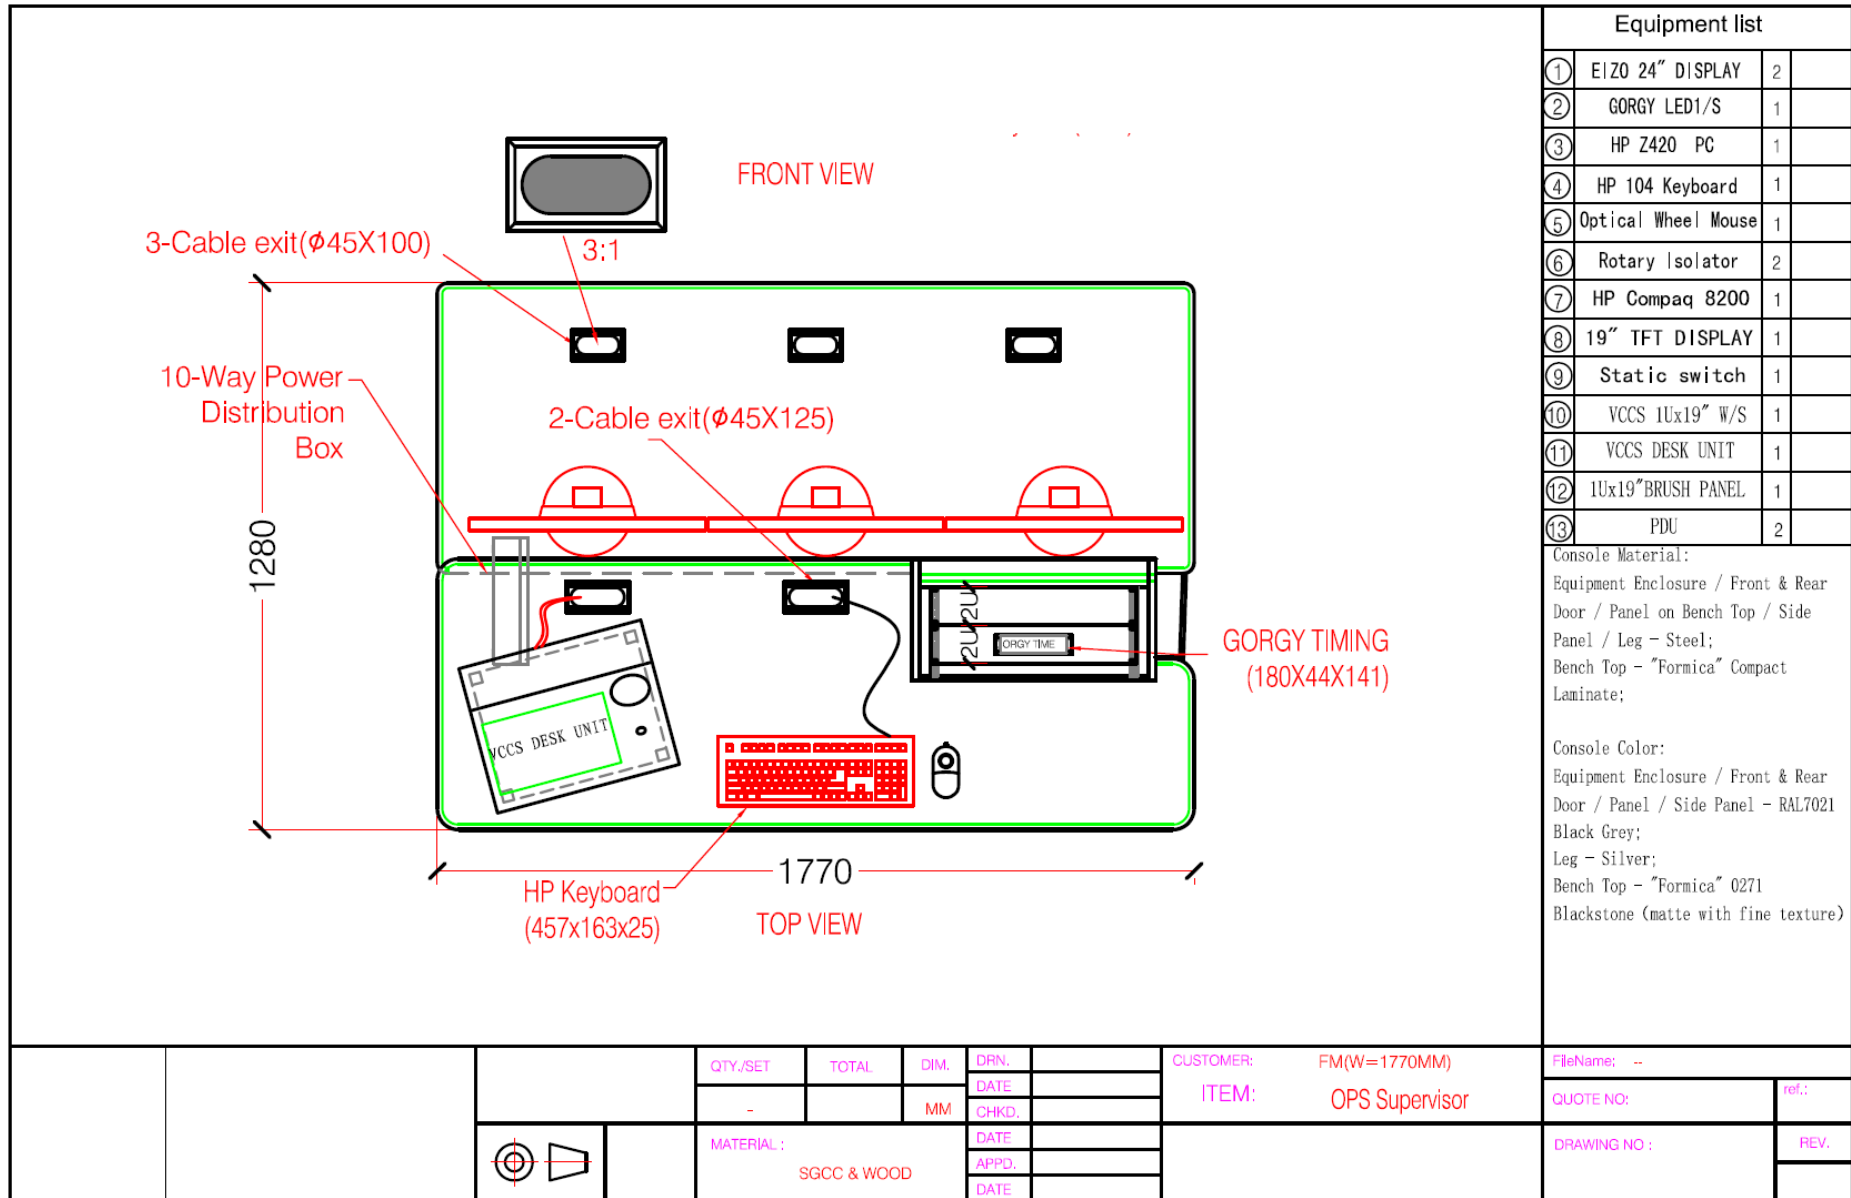 FRONT VIEW
3-Cable exit(ϕ45X100)
3:1
10-Way Power
Distribution
Box
2-Cable exit(ϕ45X125)
1280
2U
2U
ORGY TIME
GORGY TIMING
(180X44X141)
VCCS DESK UNIT
1770
HP Keyboard
(457x163x25)
TOP VIEW
Equipment list
1 EIZO 24" DISPLAY 2
2 GORGY LED1/S 1
3 HP Z420 PC 1
4 HP 104 Keyboard 1
5 Optical Wheel Mouse 1
6 Rotary Isolator 2
7 HP Compaq 8200 1
8 19" TFT DISPLAY 1
9 Static switch 1
10 VCCS 1Ux19" W/S 1
11 VCCS DESK UNIT 1
12 1Ux19"BRUSH PANEL 1
13 PDU 2
Console Material:
Equipment Enclosure / Front & Rear
Door / Panel on Bench Top / Side
Panel / Leg - Steel;
Bench Top - "Formica" Compact
Laminate;
Console Color:
Equipment Enclosure / Front & Rear
Door / Panel / Side Panel - RAL7021
Black Grey;
Leg - Silver;
Bench Top - "Formica" 0271
Blackstone (matte with fine texture)
QTY./SET TOTAL DIM.
- MM
MATERIAL :
SGCC & WOOD
DRN.
DATE
CHKD.
DATE
APPD.
DATE
CUSTOMER: FM(W=1770MM)
ITEM: OPS Supervisor
FileName: --
QUOTE NO: ref.:
DRAWING NO : REV.